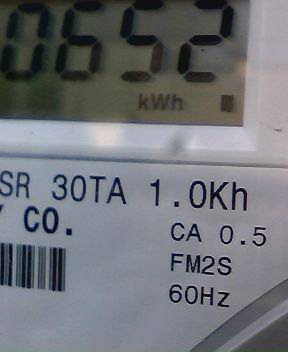 0652
kWh
SR 30TA 1.0Kh
Y CO.
CA 0.5
FM2S
60Hz